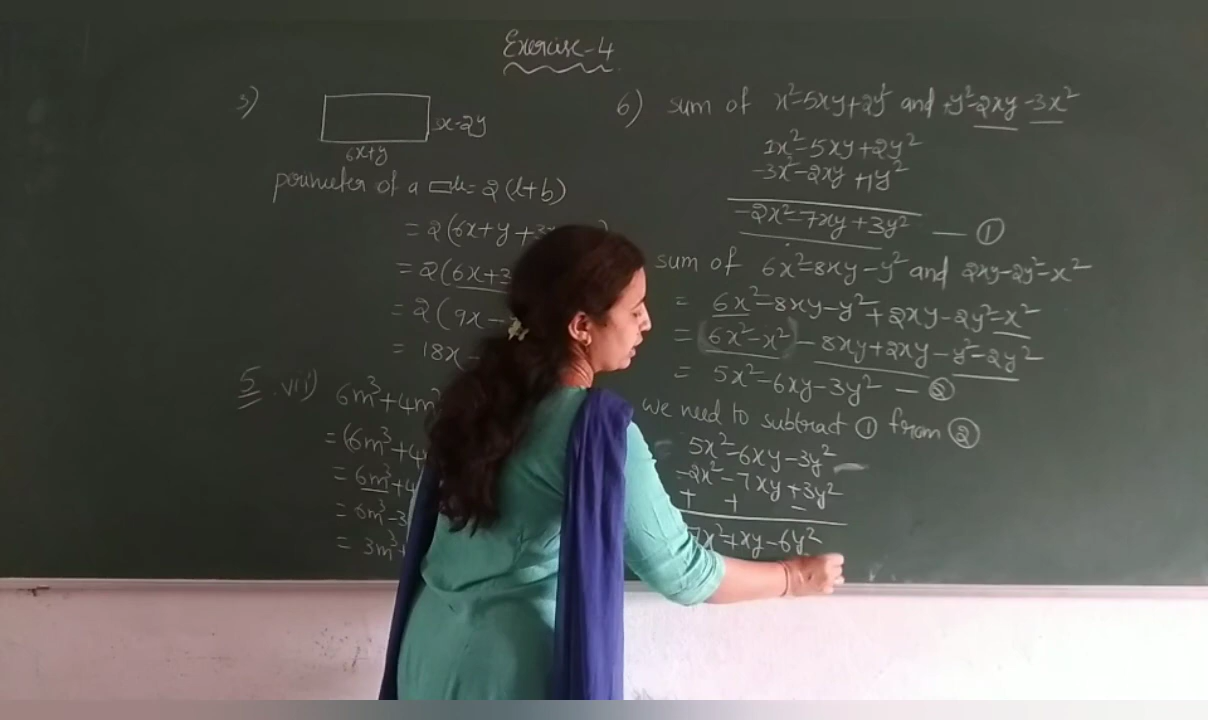 Exercise-4
3)
x-2y
6x+y
perimeter of a ▭le = 2(l+b)
= 2(6x+y+3x
= 2(6x+3
= 2(9x-
= 18x-
5 vii) 6m³+4m²
= (6m³+4
= 6m³+4
= 6m³-3
= 3m³+
6) sum of x²-5xy+2y² and +y²-2xy-3x²
1x²-5xy+2y²
-3x²-2xy+1y²
-2x²-7xy+3y² — ①
sum of 6x²-8xy-y² and 2xy-2y²-x²
= 6x²-8xy-y²+2xy-2y²-x²
= (6x²-x²)-8xy+2xy-y²-2y²
= 5x²-6xy-3y² — ②
we need to subtract ① from ②
5x²-6xy-3y²
-2x²-7xy+3y²
+ + -
7x²+xy-6y²